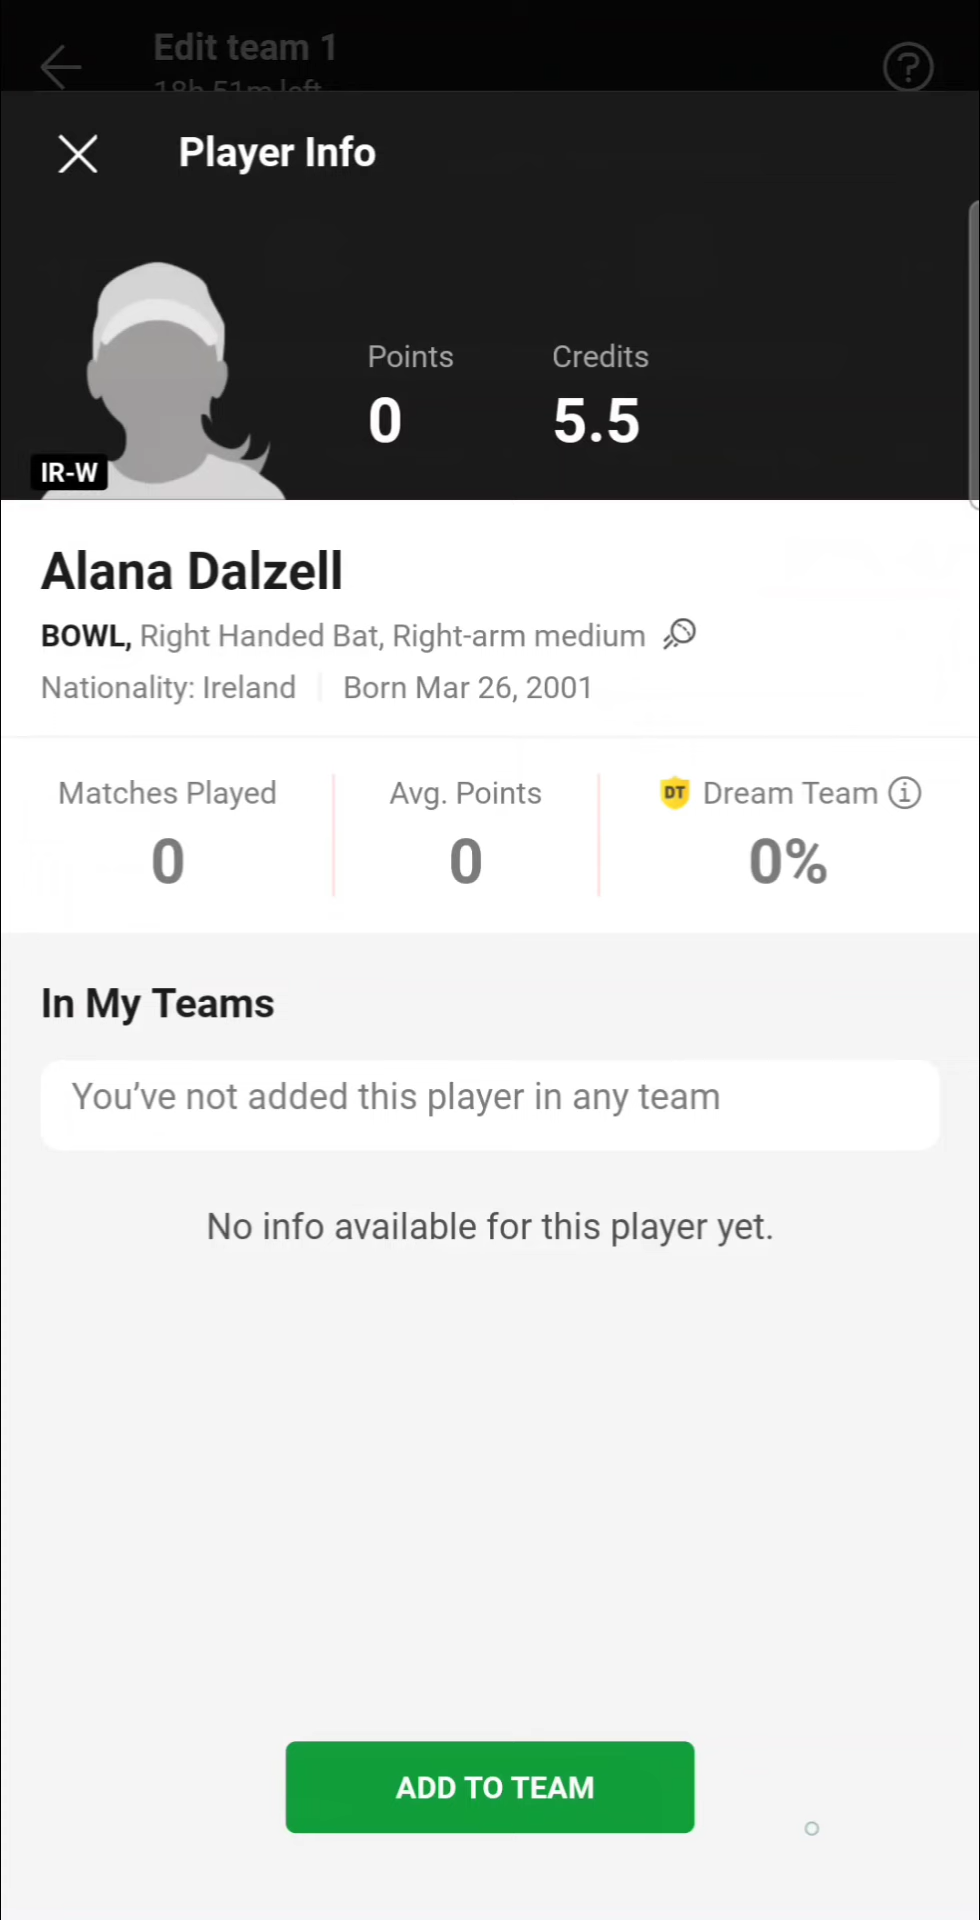 Edit team 1
18h 51m left
Player Info
Points
Credits
0
5.5
IR-W
Alana Dalzell
BOWL, Right Handed Bat, Right-arm medium
Nationality: Ireland
Born Mar 26, 2001
Matches Played
Avg. Points
DT Dream Team
0
0
0%
In My Teams
You’ve not added this player in any team
No info available for this player yet.
ADD TO TEAM